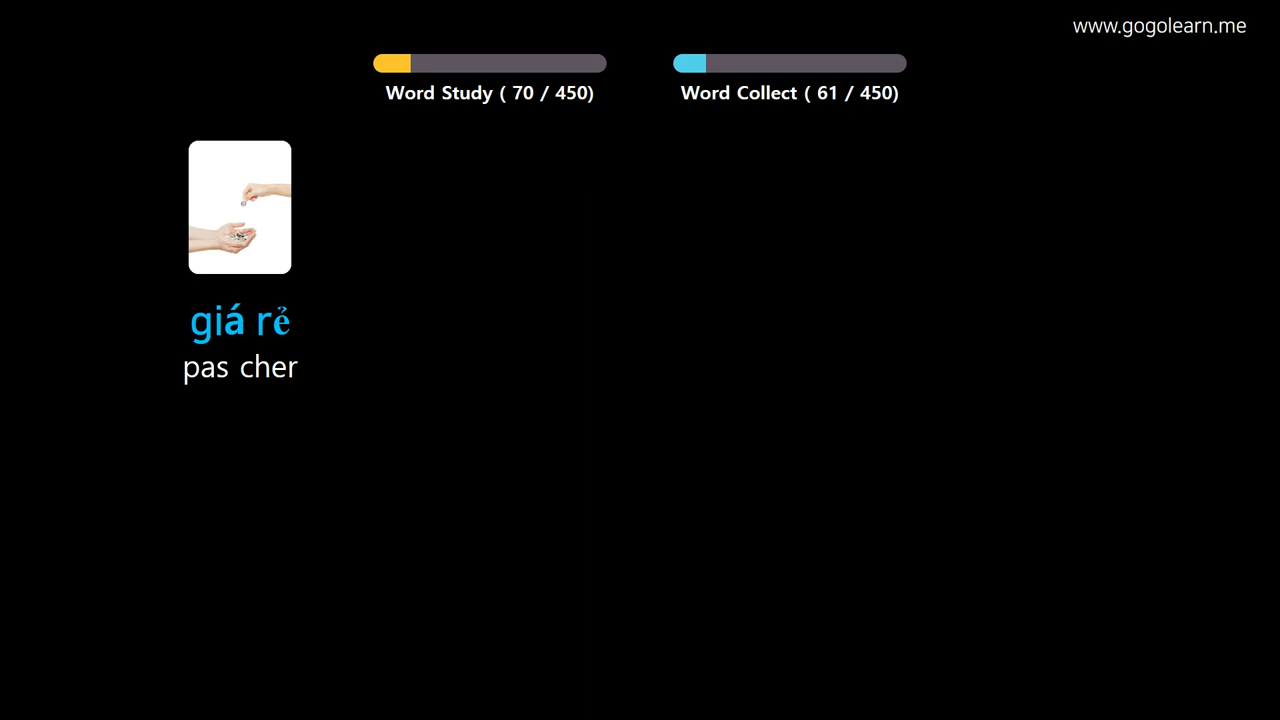 www.gogolearn.me
Word Study ( 70 / 450)
Word Collect ( 61 / 450)
giá rẻ
pas cher